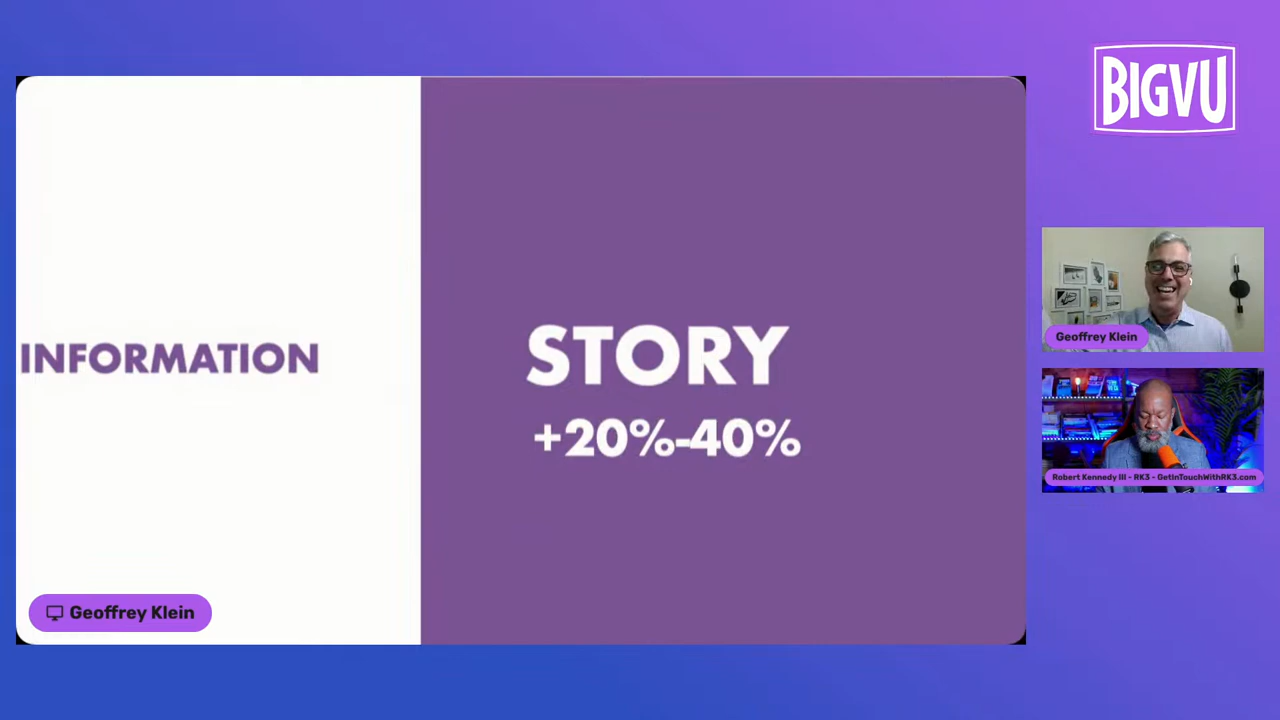 BIGVU
INFORMATION
STORY
+20%-40%
Geoffrey Klein
Geoffrey Klein
Robert Kennedy III - RK3 - GetInTouchWithRK3.com